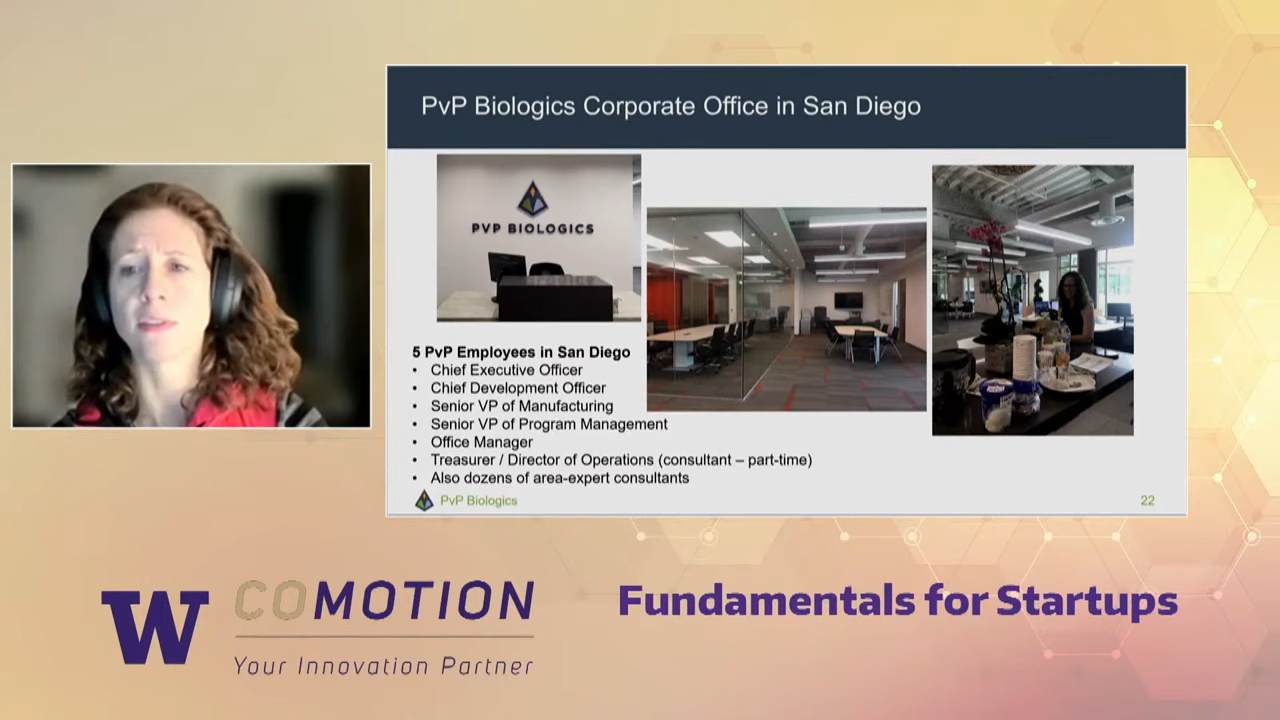 PvP Biologics Corporate Office in San Diego
PVP BIOLOGICS
5 PvP Employees in San Diego
• Chief Executive Officer
• Chief Development Officer
• Senior VP of Manufacturing
• Senior VP of Program Management
• Office Manager
• Treasurer / Director of Operations (consultant – part-time)
• Also dozens of area-expert consultants
PvP Biologics
22
W
COMOTION
Your Innovation Partner
Fundamentals for Startups